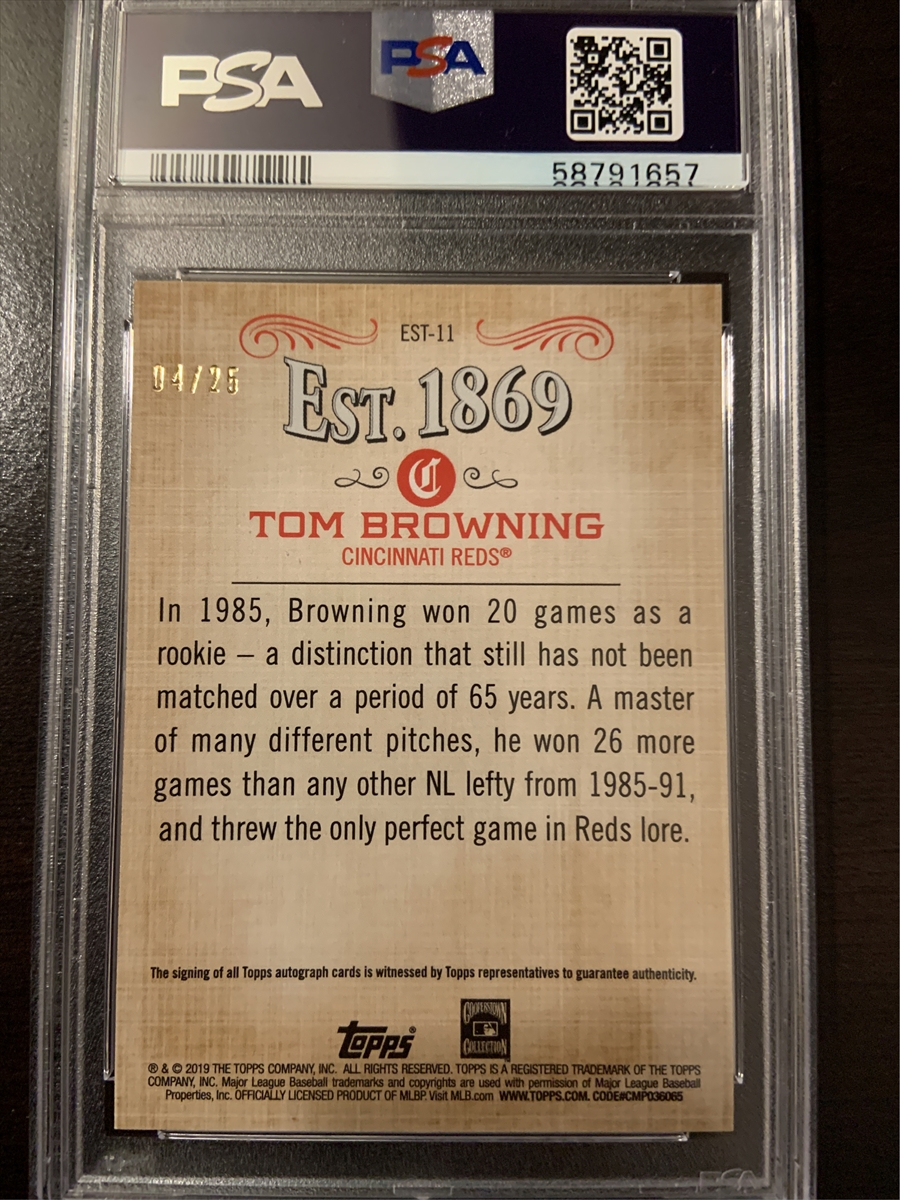 PSA
PSA
58791657
EST-11
04/25
EST. 1869
C
TOM BROWNING
CINCINNATI REDS®
In 1985, Browning won 20 games as a
rookie – a distinction that still has not been
matched over a period of 65 years. A master
of many different pitches, he won 26 more
games than any other NL lefty from 1985-91,
and threw the only perfect game in Reds lore.
The signing of all Topps autograph cards is witnessed by Topps representatives to guarantee authenticity.
topps®
COOPERSTOWN
COLLECTION
® & © 2019 THE TOPPS COMPANY, INC. ALL RIGHTS RESERVED. TOPPS IS A REGISTERED TRADEMARK OF THE TOPPS
COMPANY, INC. Major League Baseball trademarks and copyrights are used with permission of Major League Baseball
Properties, Inc. OFFICIALLY LICENSED PRODUCT OF MLBP. Visit MLB.com WWW.TOPPS.COM. CODE#CMP036065
PSA